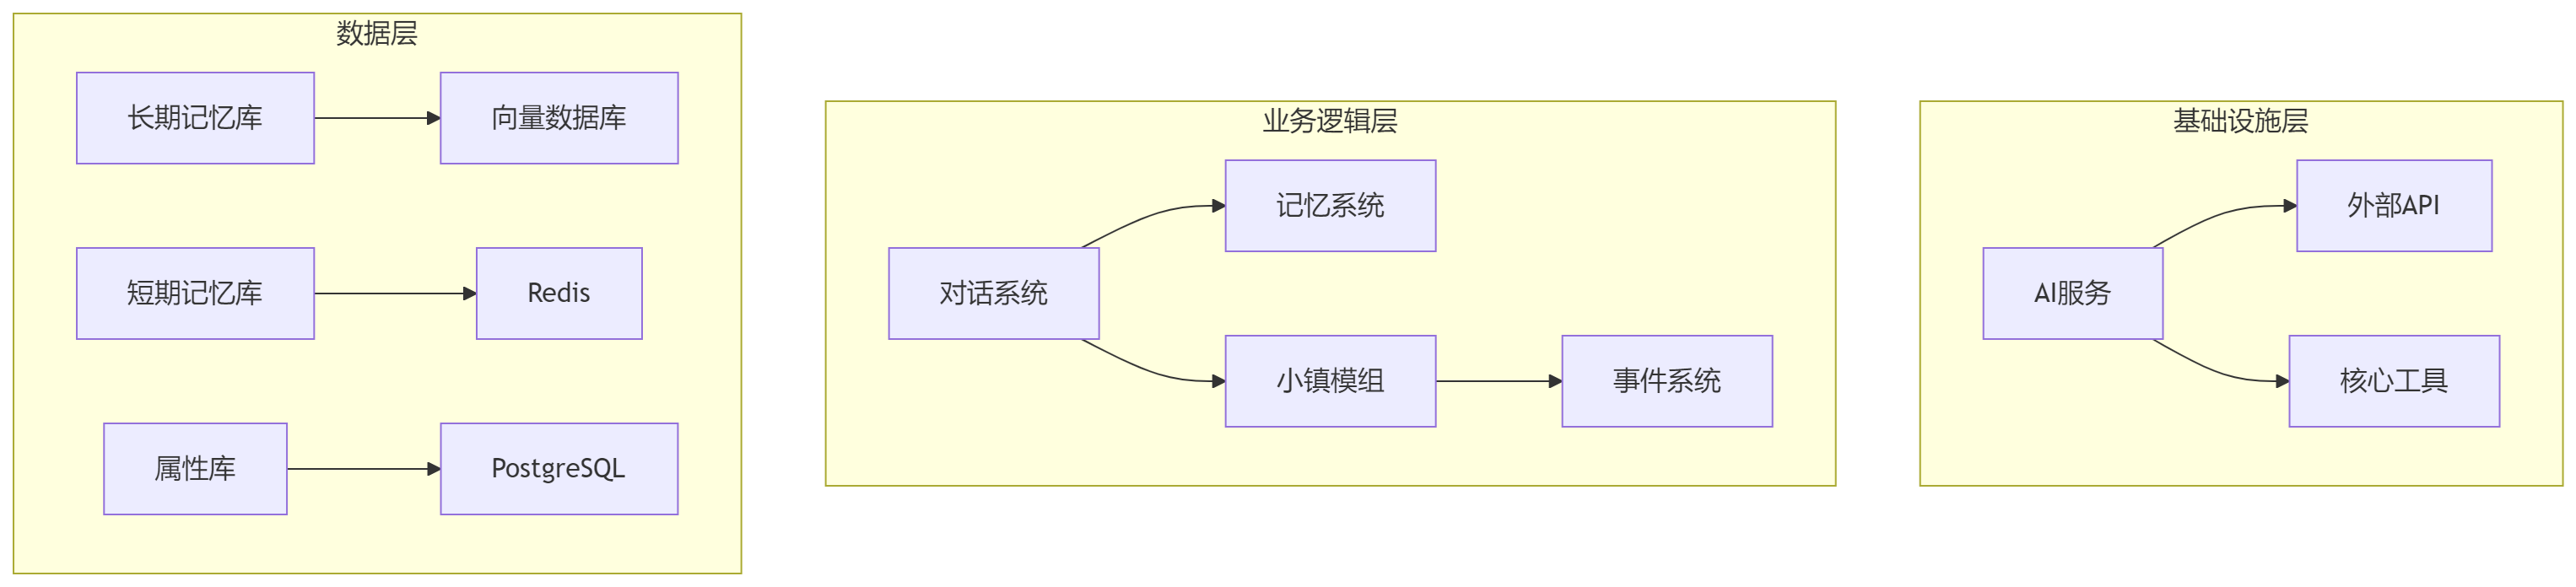 数据层
长期记忆库
向量数据库
短期记忆库
Redis
属性库
PostgreSQL
业务逻辑层
对话系统
记忆系统
小镇模组
事件系统
基础设施层
AI服务
外部API
核心工具